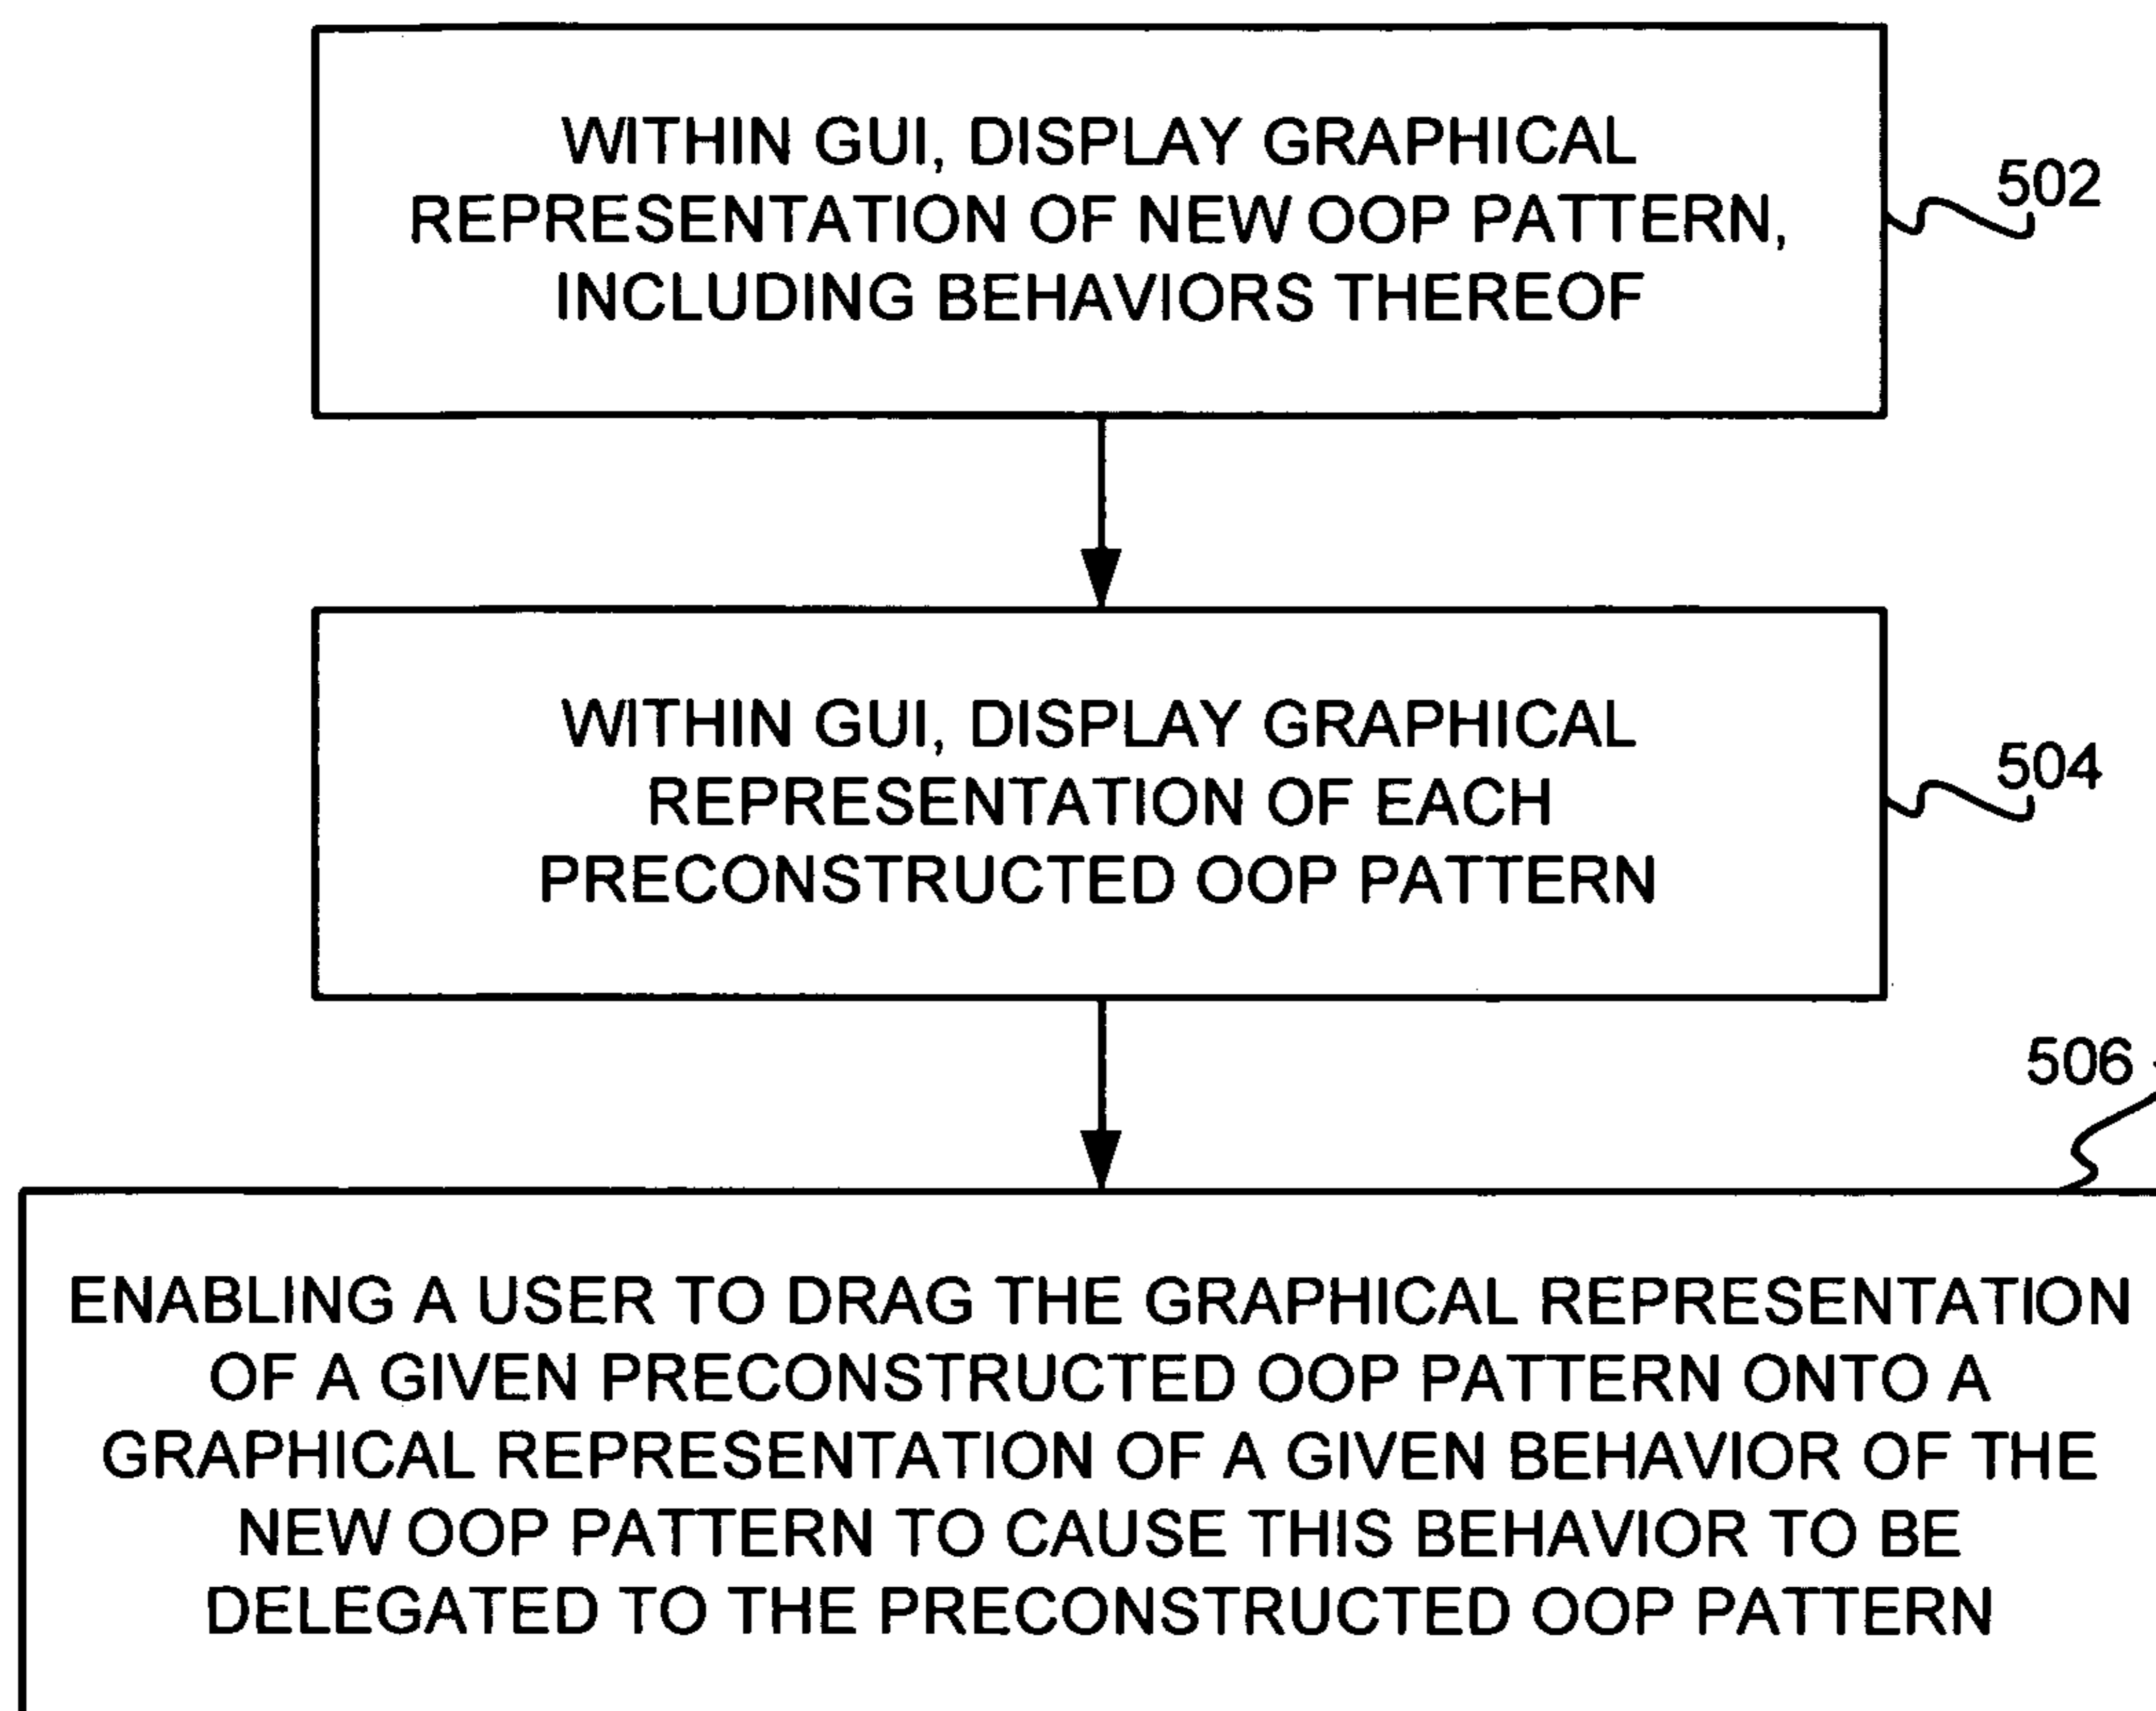 WITHIN GUI, DISPLAY GRAPHICAL
REPRESENTATION OF NEW OOP PATTERN,
INCLUDING BEHAVIORS THEREOF
502
WITHIN GUI, DISPLAY GRAPHICAL
REPRESENTATION OF EACH
PRECONSTRUCTED OOP PATTERN
504
506
ENABLING A USER TO DRAG THE GRAPHICAL REPRESENTATION
OF A GIVEN PRECONSTRUCTED OOP PATTERN ONTO A
GRAPHICAL REPRESENTATION OF A GIVEN BEHAVIOR OF THE
NEW OOP PATTERN TO CAUSE THIS BEHAVIOR TO BE
DELEGATED TO THE PRECONSTRUCTED OOP PATTERN